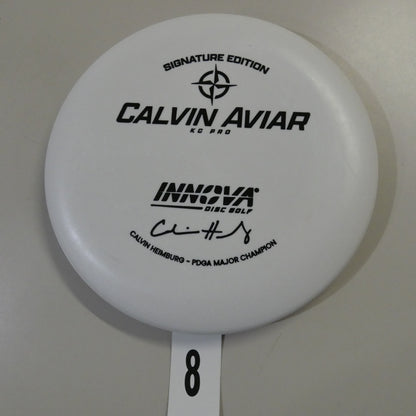 SIGNATURE EDITION
CALVIN AVIAR
KC PRO
INNOVA®
DISC GOLF
CALVIN HEIMBURG - PDGA MAJOR CHAMPION
8